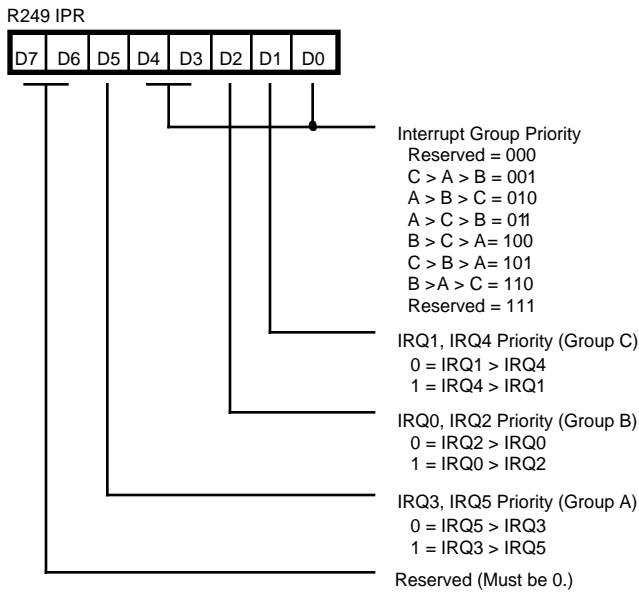 R249 IPR
D7 D6 D5 D4 D3 D2 D1 D0
Interrupt Group Priority
Reserved = 000
C > A > B = 001
A > B > C = 010
A > C > B = 011
B > C > A= 100
C > B > A= 101
B >A > C = 110
Reserved = 111
IRQ1, IRQ4 Priority (Group C)
0 = IRQ1 > IRQ4
1 = IRQ4 > IRQ1
IRQ0, IRQ2 Priority (Group B)
0 = IRQ2 > IRQ0
1 = IRQ0 > IRQ2
IRQ3, IRQ5 Priority (Group A)
0 = IRQ5 > IRQ3
1 = IRQ3 > IRQ5
Reserved (Must be 0.)